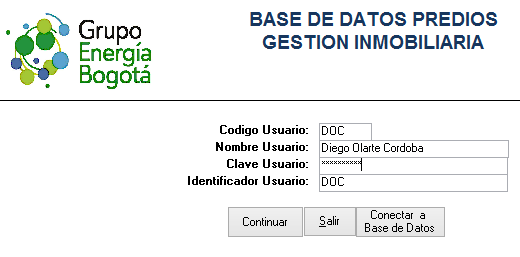 Grupo
Energía
Bogotá
BASE DE DATOS PREDIOS
GESTION INMOBILIARIA
Codigo Usuario: DOC
Nombre Usuario: Diego Olarte Cordoba
Clave Usuario: **********
Identificador Usuario: DOC
Continuar Salir Conectar a
Base de Datos